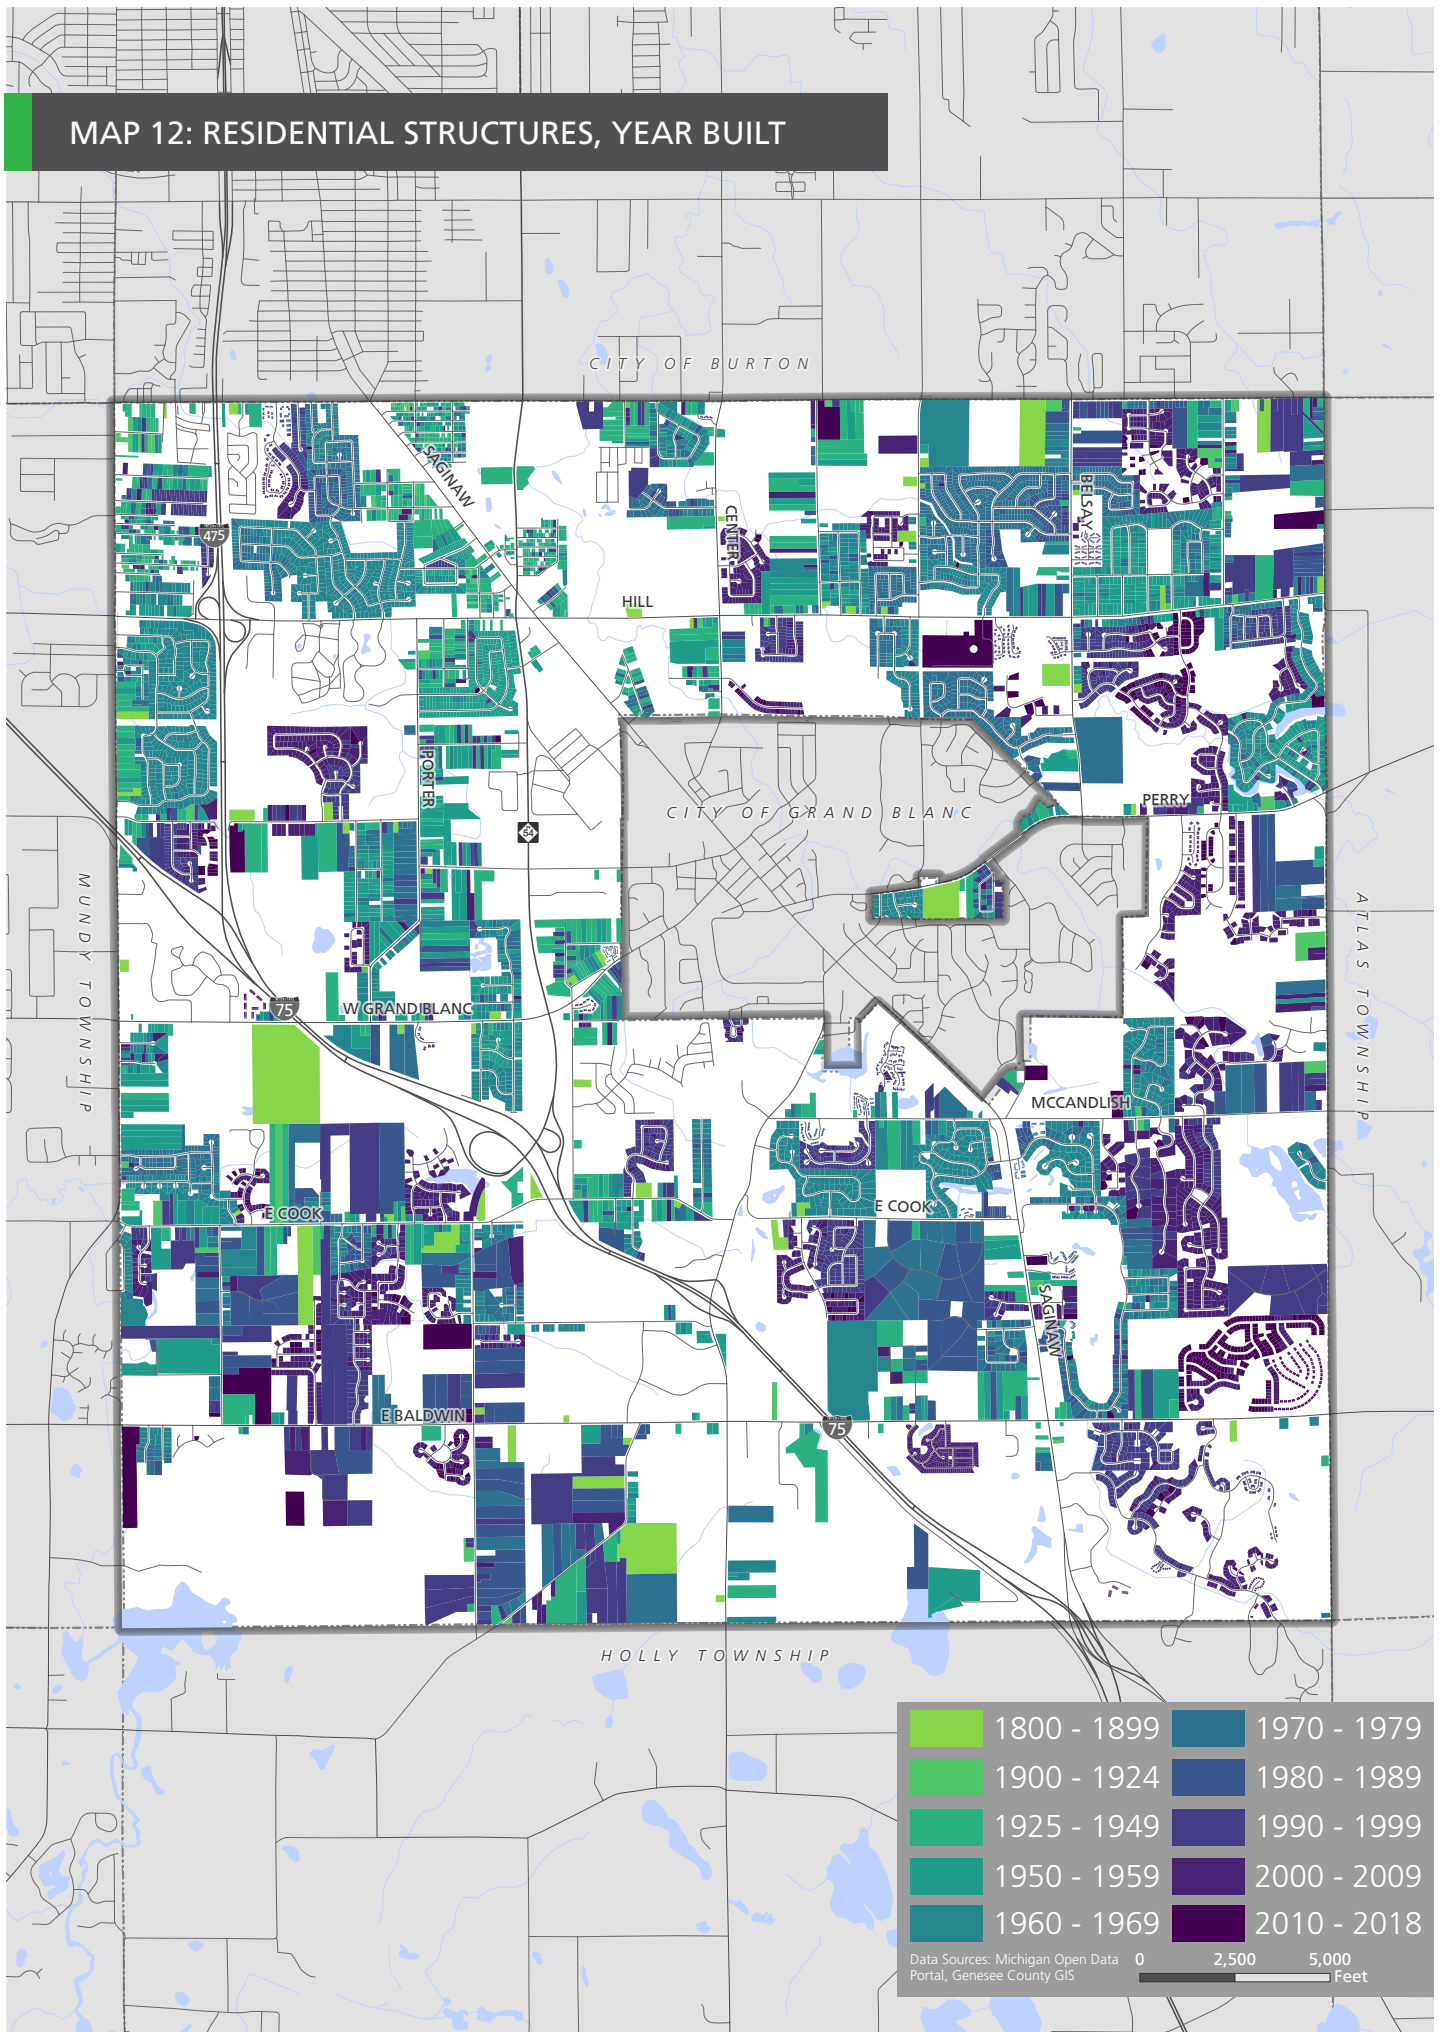 MAP 12: RESIDENTIAL STRUCTURES, YEAR BUILT
CITY OF BURTON
SAGINAW
BELSAY
CENTER
475
HILL
PORTER
PERRY
CITY OF GRAND BLANC
54
MUNDY TOWNSHIP
ATLAS TOWNSHIP
75
W GRAND BLANC
MCCANDLISH
E COOK
E COOK
SAGINAW
E BALDWIN
75
HOLLY TOWNSHIP
1800 - 1899
1900 - 1924
1925 - 1949
1950 - 1959
1960 - 1969
1970 - 1979
1980 - 1989
1990 - 1999
2000 - 2009
2010 - 2018
Data Sources: Michigan Open Data
Portal, Genesee County GIS
0 2,500 5,000
Feet